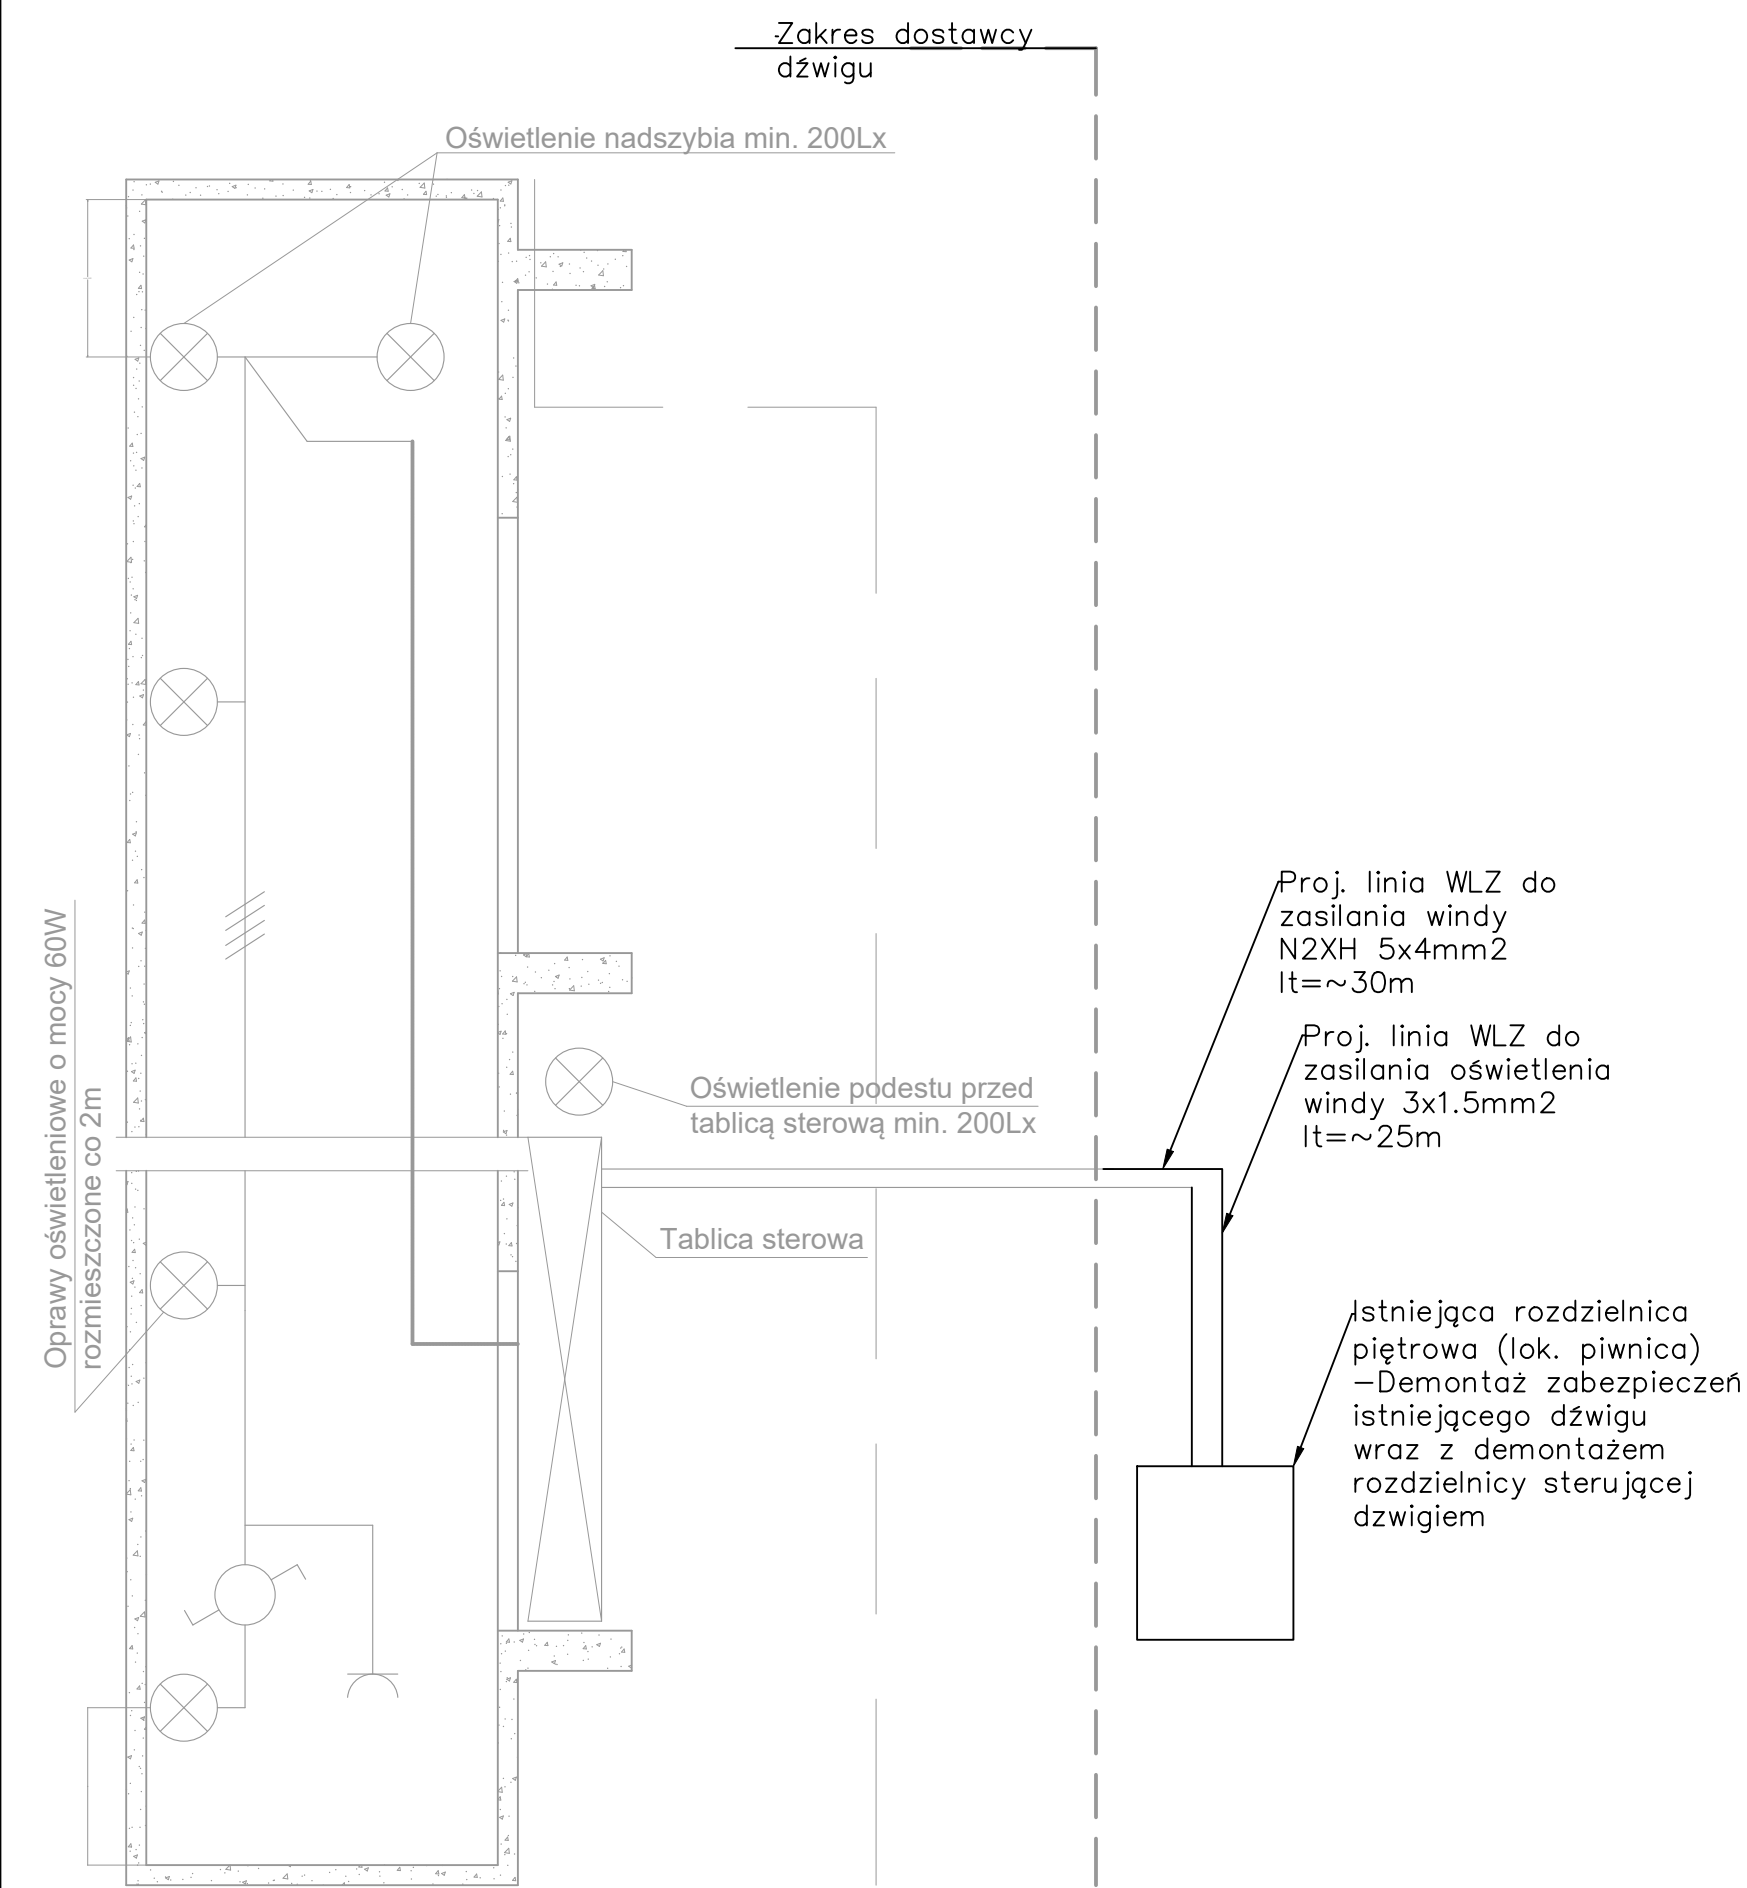 -Zakres dostawcy
dźwigu
Oświetlenie nadszybia min. 200Lx
Proj. linia WLZ do
zasilania windy
N2XH 5x4mm2
lt=~30m
Proj. linia WLZ do
zasilania oświetlenia
windy 3x1.5mm2
lt=~25m
Oświetlenie podestu przed
tablicą sterową min. 200Lx
Oprawy oświetleniowe o mocy 60W
rozmieszczone co 2m
Tablica sterowa
Istniejąca rozdzielnica
piętrowa (lok. piwnica)
-Demontaż zabezpieczeń
istniejącego dźwigu
wraz z demontażem
rozdzielnicy sterującej
dzwigiem